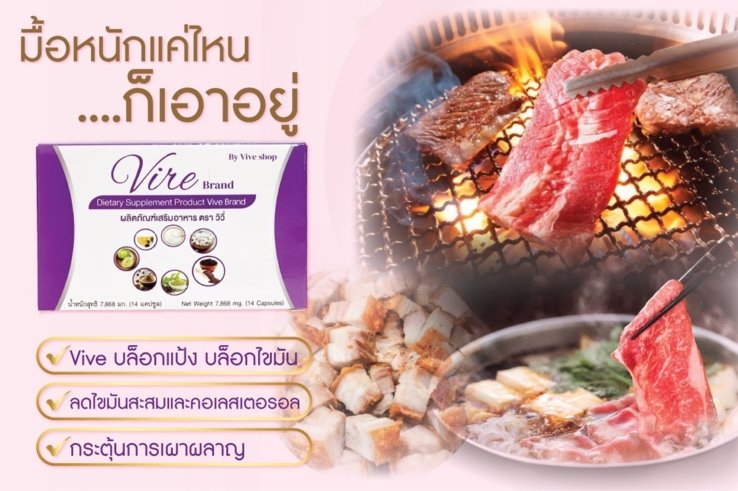 มื้อหนักแค่ไหน
....ก็เอาอยู่
By Vive shop
Vire Brand
Dietary Supplement Product Vive Brand
ผลิตภัณฑ์เสริมอาหาร ตรา วีวี่
น้ำหนักสุทธิ 7,868 มก. (14 แคปซูล) Net Weight 7,868 mg. (14 Capsules)
Vive บล็อกแป้ง บล็อกไขมัน
ลดไขมันสะสมและคอเลสเตอรอล
กระตุ้นการเผาผลาญ